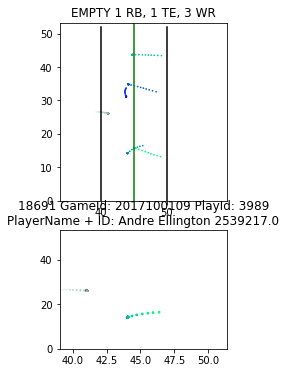 EMPTY 1 RB, 1 TE, 3 WR
50
40
30
20
10
0
40
50
18691 GameId: 2017100109 PlayId: 3989
PlayerName + ID: Andre Ellington 2539217.0
40
20
0
40.0 42.5 45.0 47.5 50.0